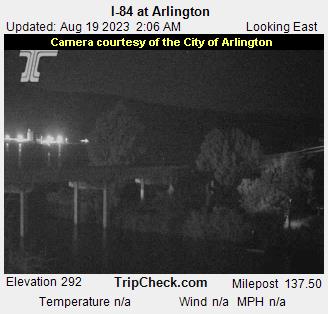 I-84 at Arlington
Updated: Aug 19 2023 2:06 AM Looking East
Camera courtesy of the City of Arlington
Elevation 292 TripCheck.com Milepost 137.50
Temperature n/a Wind n/a MPH n/a